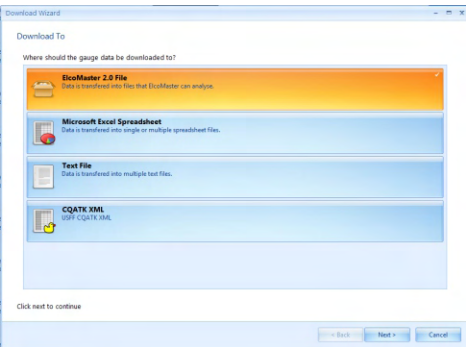 Download Wizard
Download To
Where should the gauge data be downloaded to?
ElcoMaster 2.0 File
Data is transfered into files that ElcoMaster can analyse.
Microsoft Excel Spreadsheet
Data is transfered into single or multiple spreadsheet files.
Text File
Data is transfered into multiple text files.
CQATK XML
USFF CQATK XML
Click next to continue
< Back
Next >
Cancel